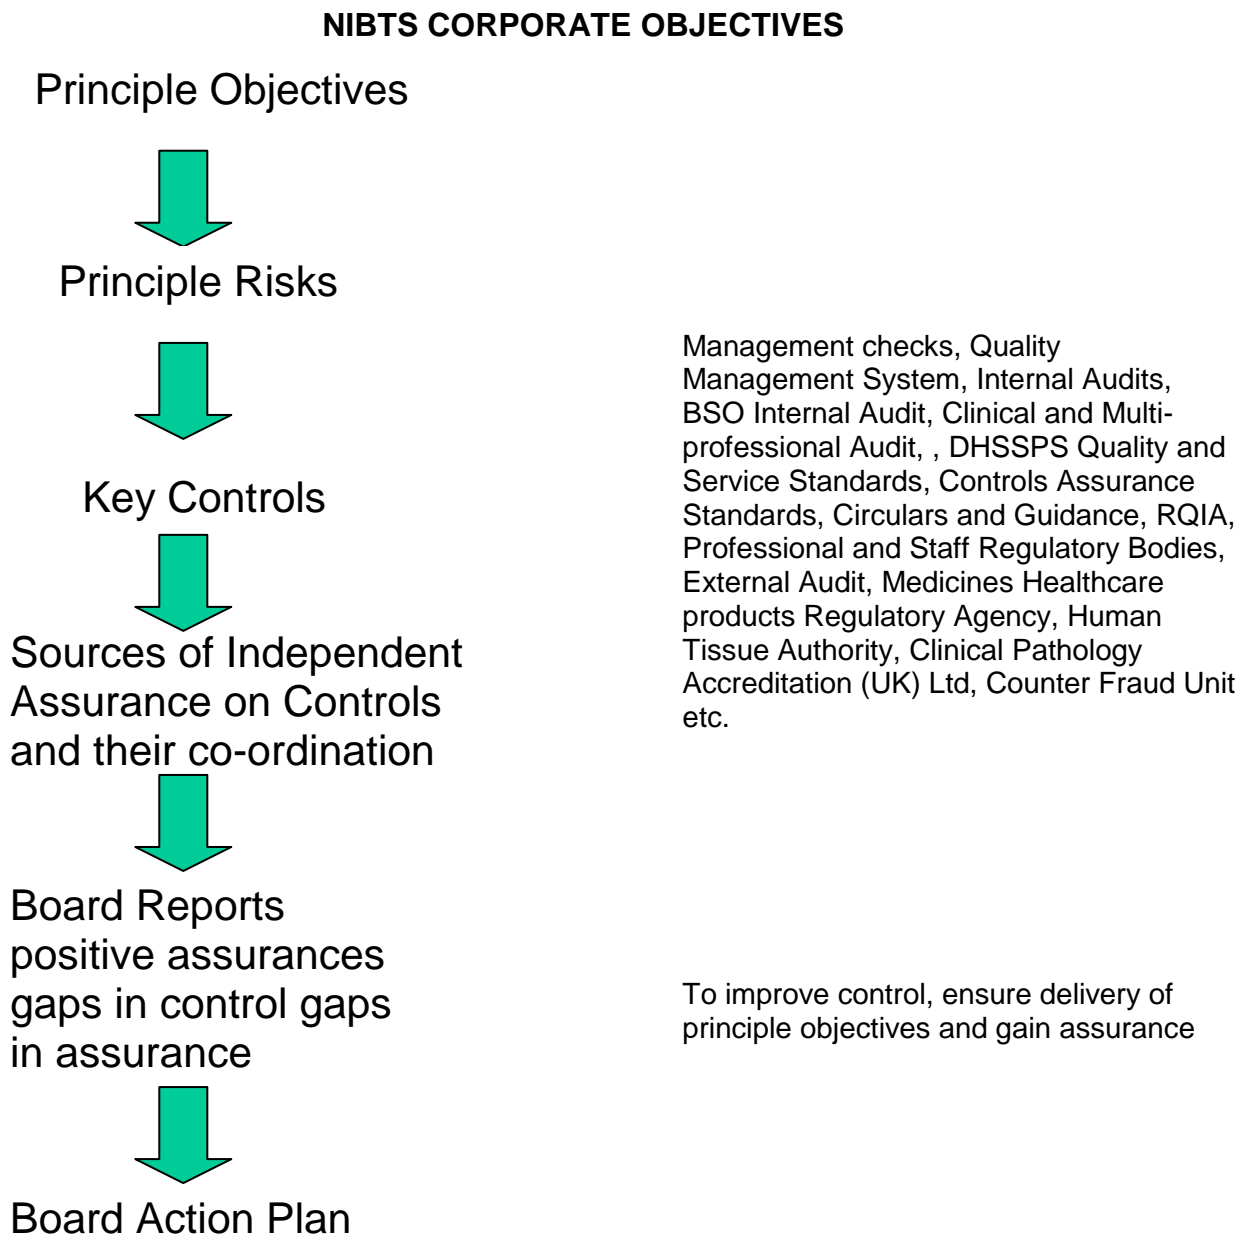 NIBTS CORPORATE OBJECTIVES
Principle Objectives
Principle Risks
Key Controls
Management checks, Quality
Management System, Internal Audits,
BSO Internal Audit, Clinical and Multi-
professional Audit, , DHSSPS Quality and
Service Standards, Controls Assurance
Standards, Circulars and Guidance, RQIA,
Professional and Staff Regulatory Bodies,
External Audit, Medicines Healthcare
products Regulatory Agency, Human
Tissue Authority, Clinical Pathology
Accreditation (UK) Ltd, Counter Fraud Unit
etc.
Sources of Independent
Assurance on Controls
and their co-ordination
Board Reports
positive assurances
gaps in control gaps
in assurance
To improve control, ensure delivery of
principle objectives and gain assurance
Board Action Plan